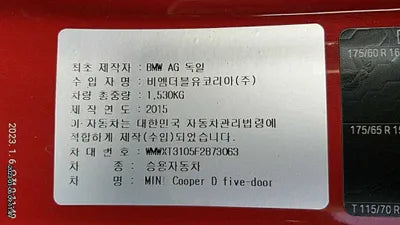 최초 제작자 : BMW AG 독일
수 입 자 명 : 비엠더블유코리아(주)
차량 총중량 : 1,530KG
제 작 연 도 : 2015
이 자동차는 대한민국 자동차관리법령에
적합하게 제작(수입)되었습니다.
차 대 번 호 : WMWXT3105F2B73063
차 종 : 승용자동차
차 명 : MINI Cooper D five-door
175/60 R 16
175/65 R 15
T 115/70 R
2023. 1. 6.